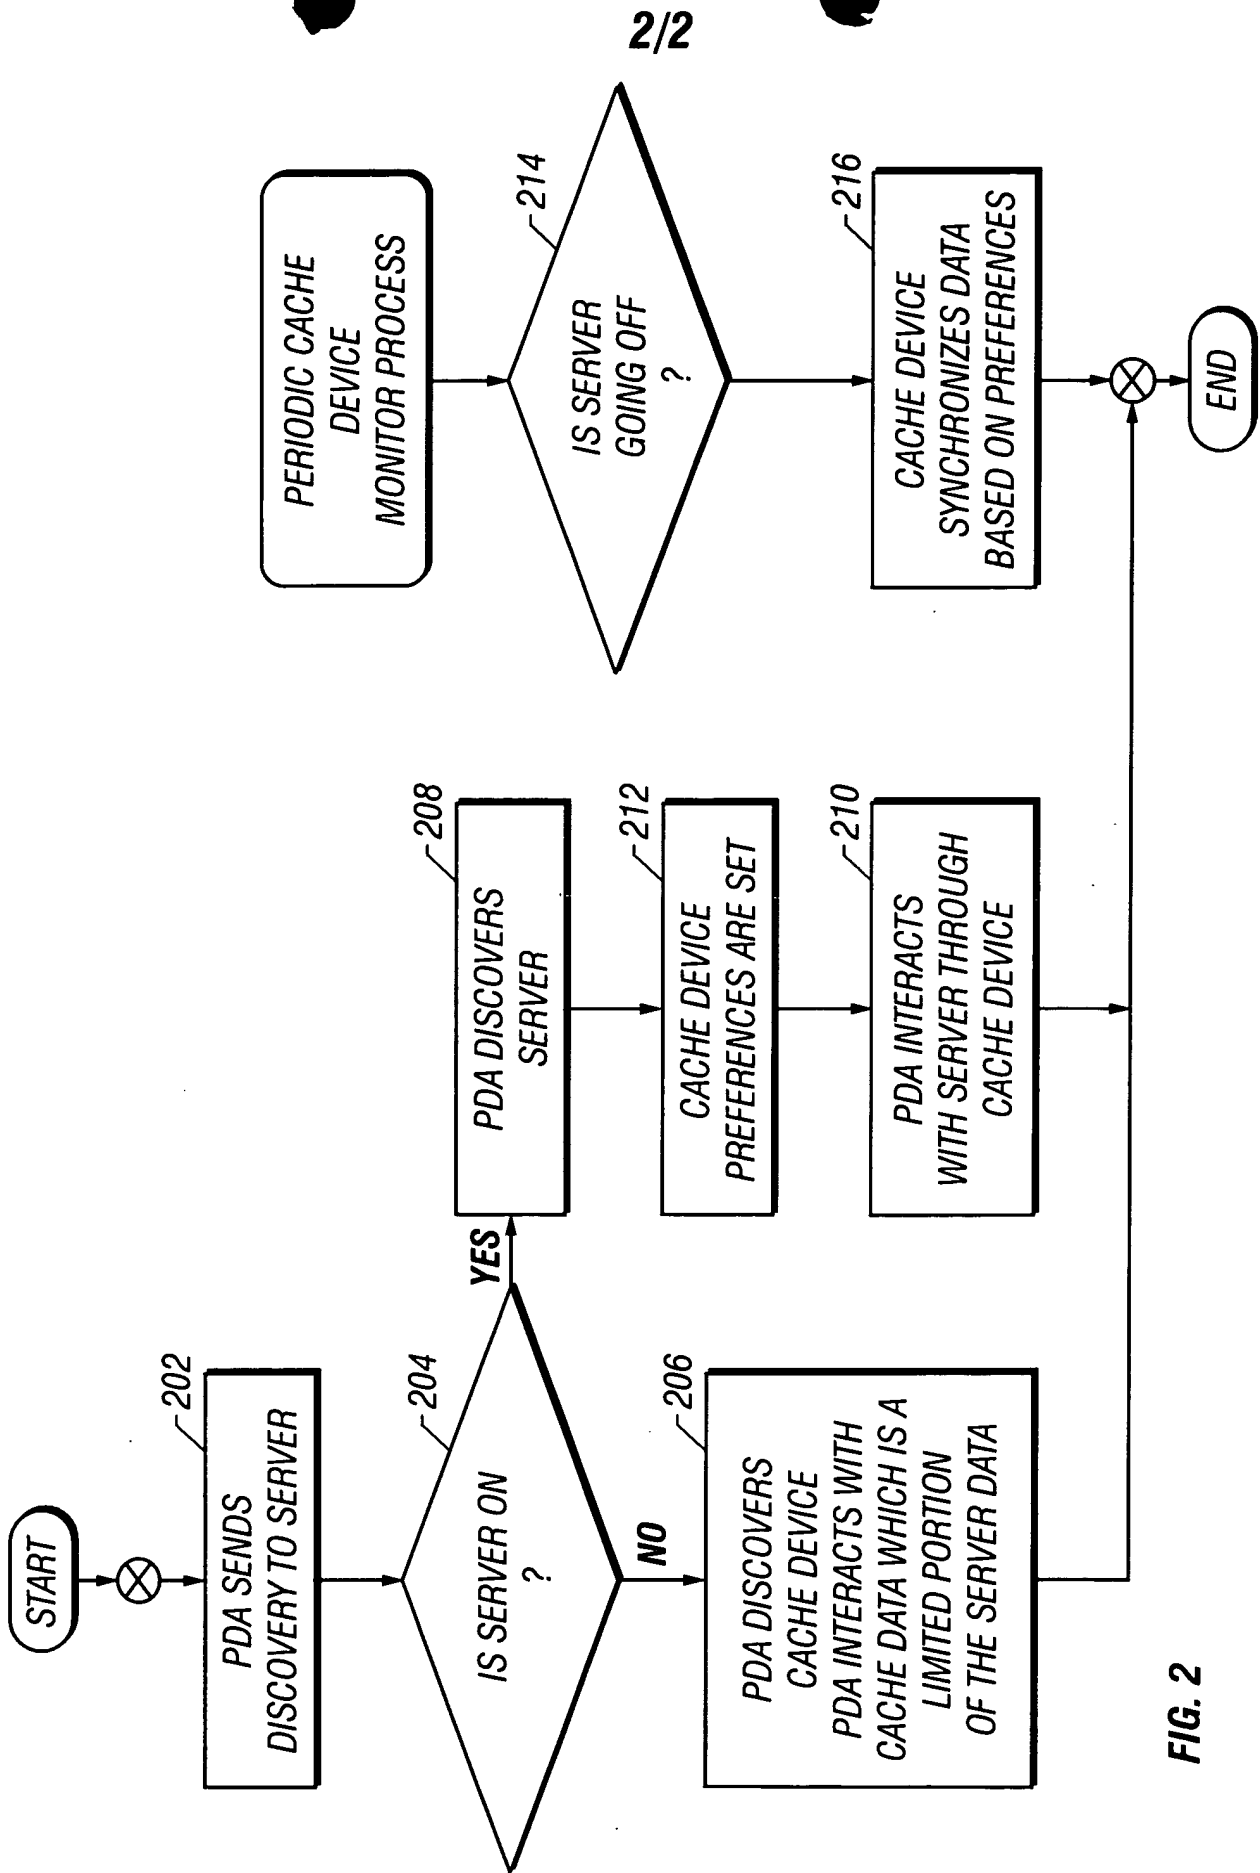 2/2
START
202
PDA SENDS
DISCOVERY TO SERVER
204
IS SERVER ON
?
YES
NO
206
PDA DISCOVERS
CACHE DEVICE
PDA INTERACTS WITH
CACHE DATA WHICH IS A
LIMITED PORTION
OF THE SERVER DATA
208
PDA DISCOVERS
SERVER
212
CACHE DEVICE
PREFERENCES ARE SET
210
PDA INTERACTS
WITH SERVER THROUGH
CACHE DEVICE
PERIODIC CACHE
DEVICE
MONITOR PROCESS
214
IS SERVER
GOING OFF
?
216
CACHE DEVICE
SYNCHRONIZES DATA
BASED ON PREFERENCES
END
FIG. 2